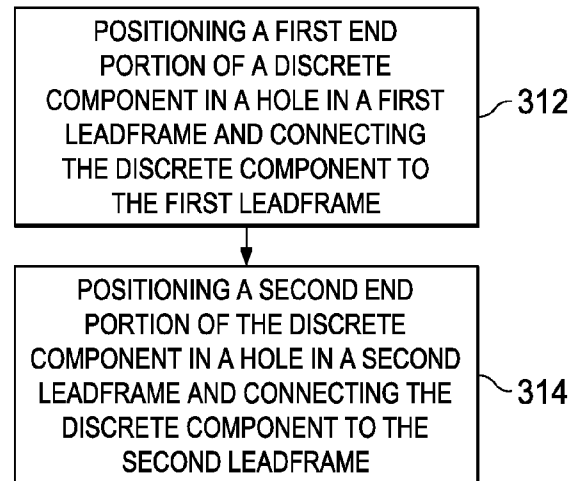 POSITIONING A FIRST END
PORTION OF A DISCRETE
COMPONENT IN A HOLE IN A FIRST
LEADFRAME AND CONNECTING
THE DISCRETE COMPONENT TO
THE FIRST LEADFRAME
312
POSITIONING A SECOND END
PORTION OF THE DISCRETE
COMPONENT IN A HOLE IN A SECOND
LEADFRAME AND CONNECTING THE
DISCRETE COMPONENT TO THE
SECOND LEADFRAME
314